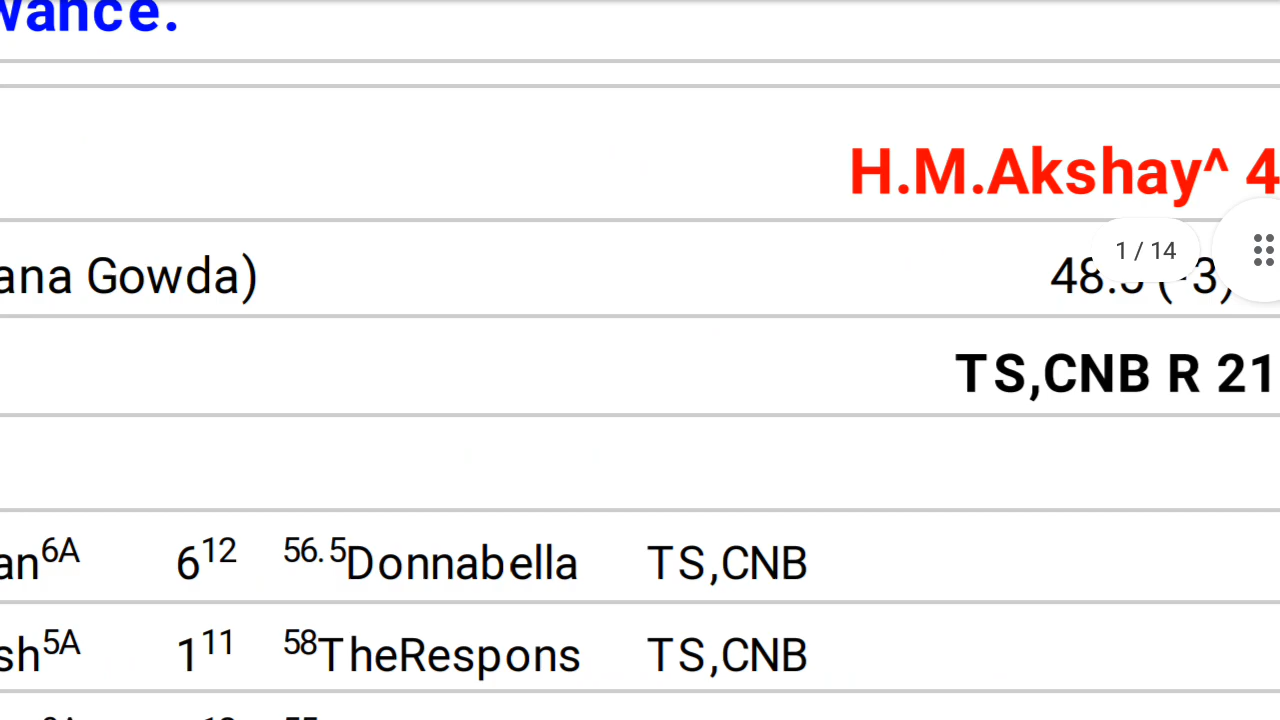 wance.
H.M.Akshay^ 4
1 / 14
ana Gowda)
TS,CNB R 21
an6A 612 56.5Donnabella TS,CNB
sh5A 111 58TheRespons TS,CNB